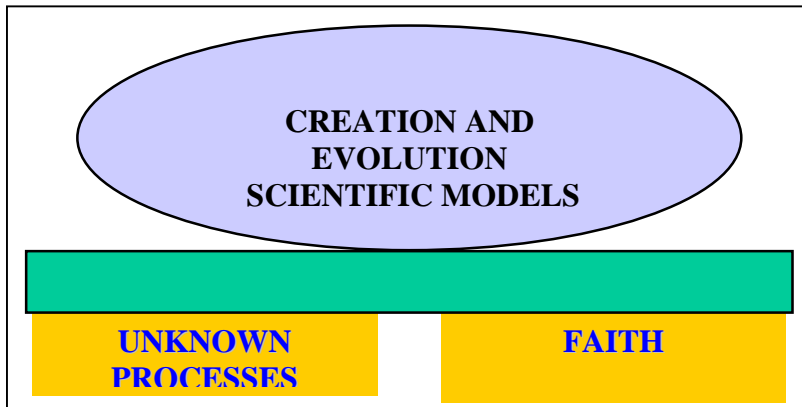 CREATION AND
EVOLUTION
SCIENTIFIC MODELS
UNKNOWN
PROCESSES
FAITH